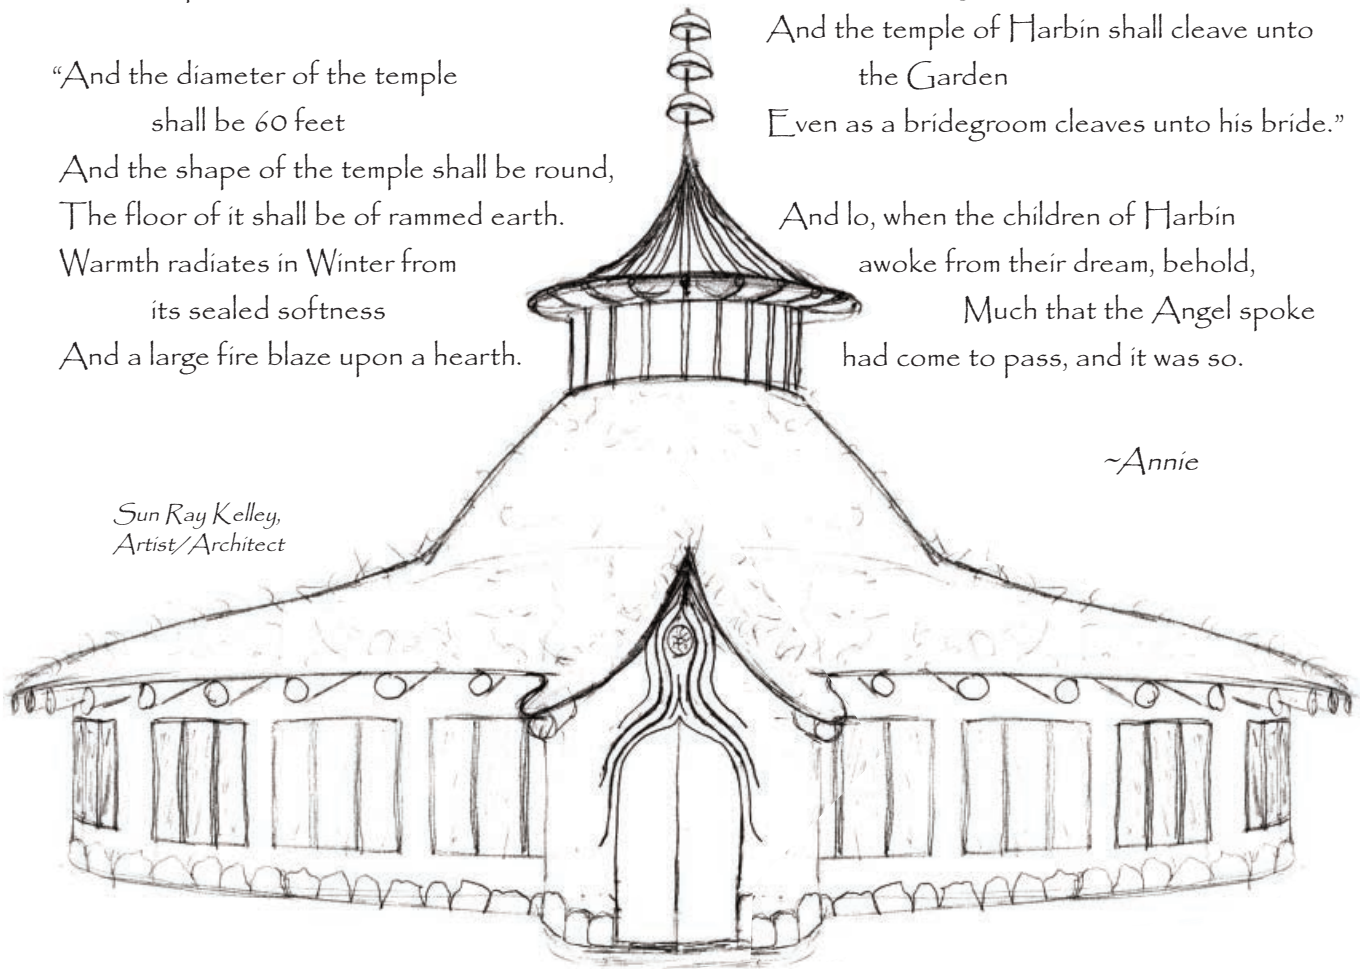 “And the diameter of the temple
shall be 60 feet
And the shape of the temple shall be round,
The floor of it shall be of rammed earth.
Warmth radiates in Winter from
its sealed softness
And a large fire blaze upon a hearth.
Sun Ray Kelley,
Artist/Architect
And the temple of Harbin shall cleave unto
the Garden
Even as a bridegroom cleaves unto his bride.”
And lo, when the children of Harbin
awoke from their dream, behold,
Much that the Angel spoke
had come to pass, and it was so.
~Annie